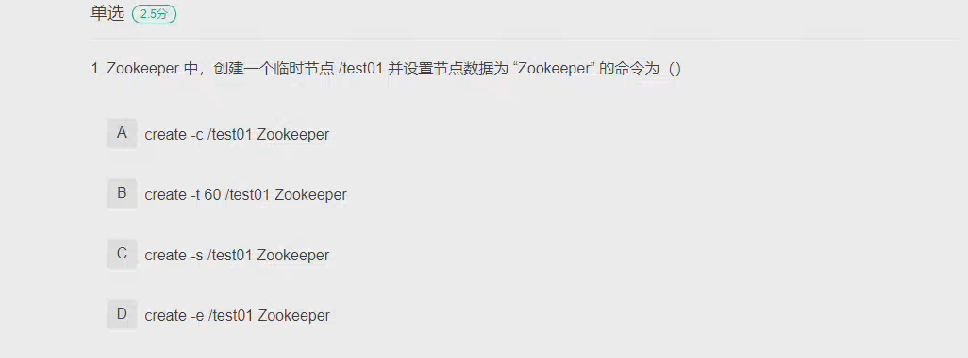 单选 2.5分
1. Zookeeper 中，创建一个临时节点 /test01 并设置节点数据为 “Zookeeper” 的命令为（）
A create -c /test01 Zookeeper
B create -t 60 /test01 Zookeeper
C create -s /test01 Zookeeper
D create -e /test01 Zookeeper